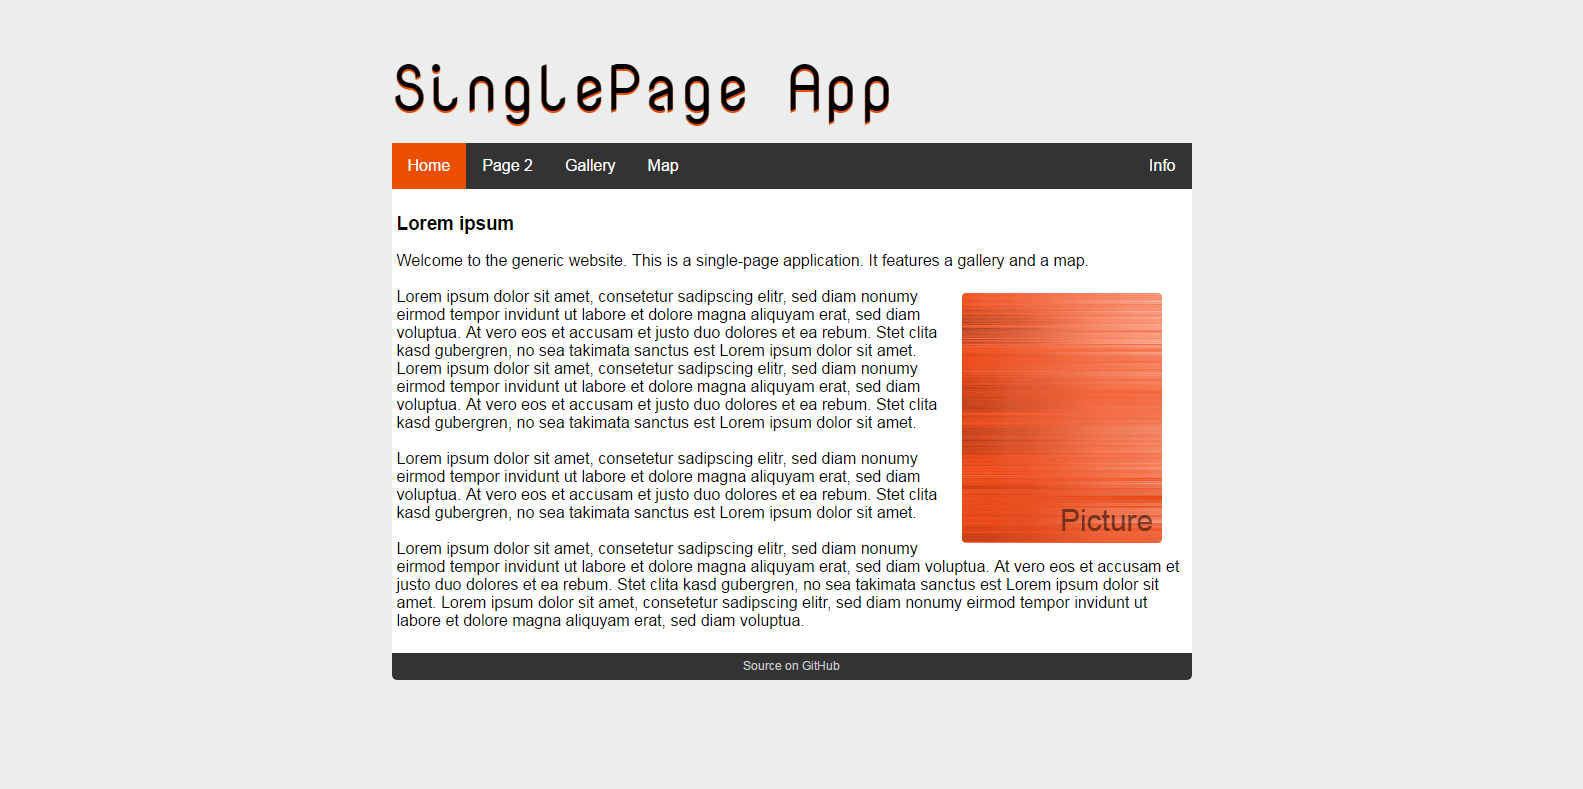 SinglePage App
Home Page 2 Gallery Map Info
Lorem ipsum
Welcome to the generic website. This is a single-page application. It features a gallery and a map.
Lorem ipsum dolor sit amet, consetetur sadipscing elitr, sed diam nonumy
eirmod tempor invidunt ut labore et dolore magna aliquyam erat, sed diam
voluptua. At vero eos et accusam et justo duo dolores et ea rebum. Stet clita
kasd gubergren, no sea takimata sanctus est Lorem ipsum dolor sit amet.
Lorem ipsum dolor sit amet, consetetur sadipscing elitr, sed diam nonumy
eirmod tempor invidunt ut labore et dolore magna aliquyam erat, sed diam
voluptua. At vero eos et accusam et justo duo dolores et ea rebum. Stet clita
kasd gubergren, no sea takimata sanctus est Lorem ipsum dolor sit amet.
Lorem ipsum dolor sit amet, consetetur sadipscing elitr, sed diam nonumy
eirmod tempor invidunt ut labore et dolore magna aliquyam erat, sed diam
voluptua. At vero eos et accusam et justo duo dolores et ea rebum. Stet clita
kasd gubergren, no sea takimata sanctus est Lorem ipsum dolor sit amet.
Picture
Lorem ipsum dolor sit amet, consetetur sadipscing elitr, sed diam nonumy
eirmod tempor invidunt ut labore et dolore magna aliquyam erat, sed diam voluptua. At vero eos et accusam et
justo duo dolores et ea rebum. Stet clita kasd gubergren, no sea takimata sanctus est Lorem ipsum dolor sit
amet. Lorem ipsum dolor sit amet, consetetur sadipscing elitr, sed diam nonumy eirmod tempor invidunt ut
labore et dolore magna aliquyam erat, sed diam voluptua.
Source on GitHub